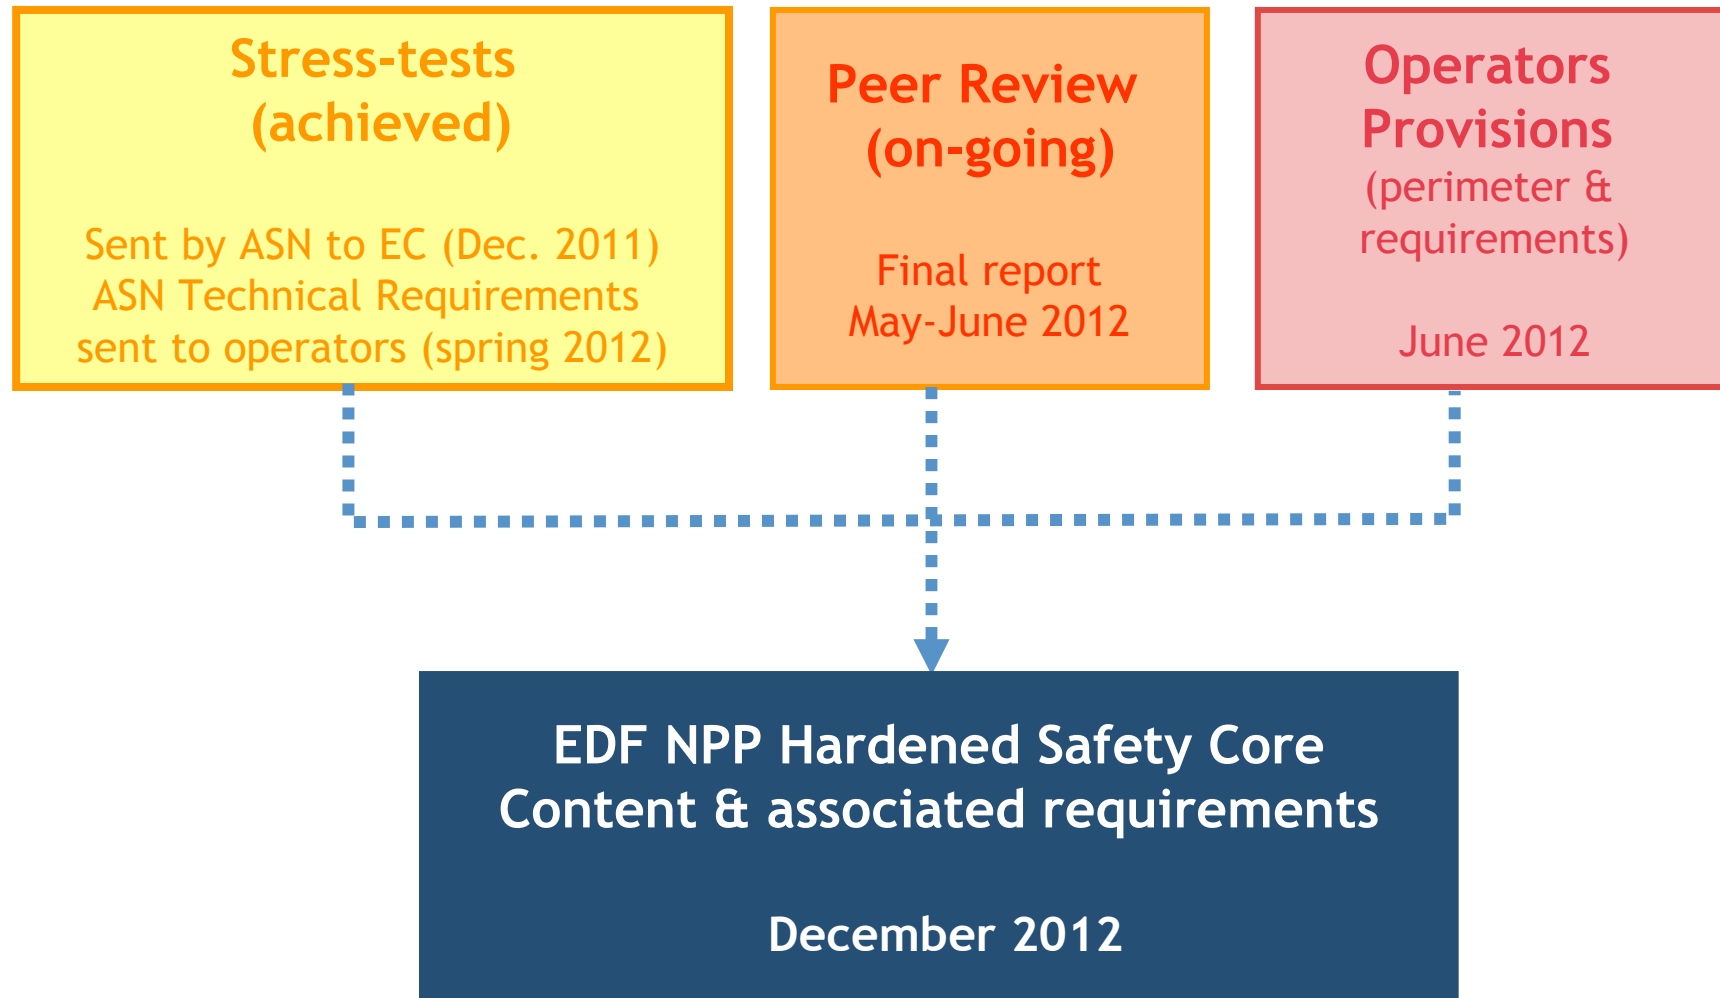 Stress-tests
(achieved)
Sent by ASN to EC (Dec. 2011)
ASN Technical Requirements
sent to operators (spring 2012)
Peer Review
(on-going)
Final report
May-June 2012
Operators
Provisions
(perimeter &
requirements)
June 2012
EDF NPP Hardened Safety Core
Content & associated requirements
December 2012